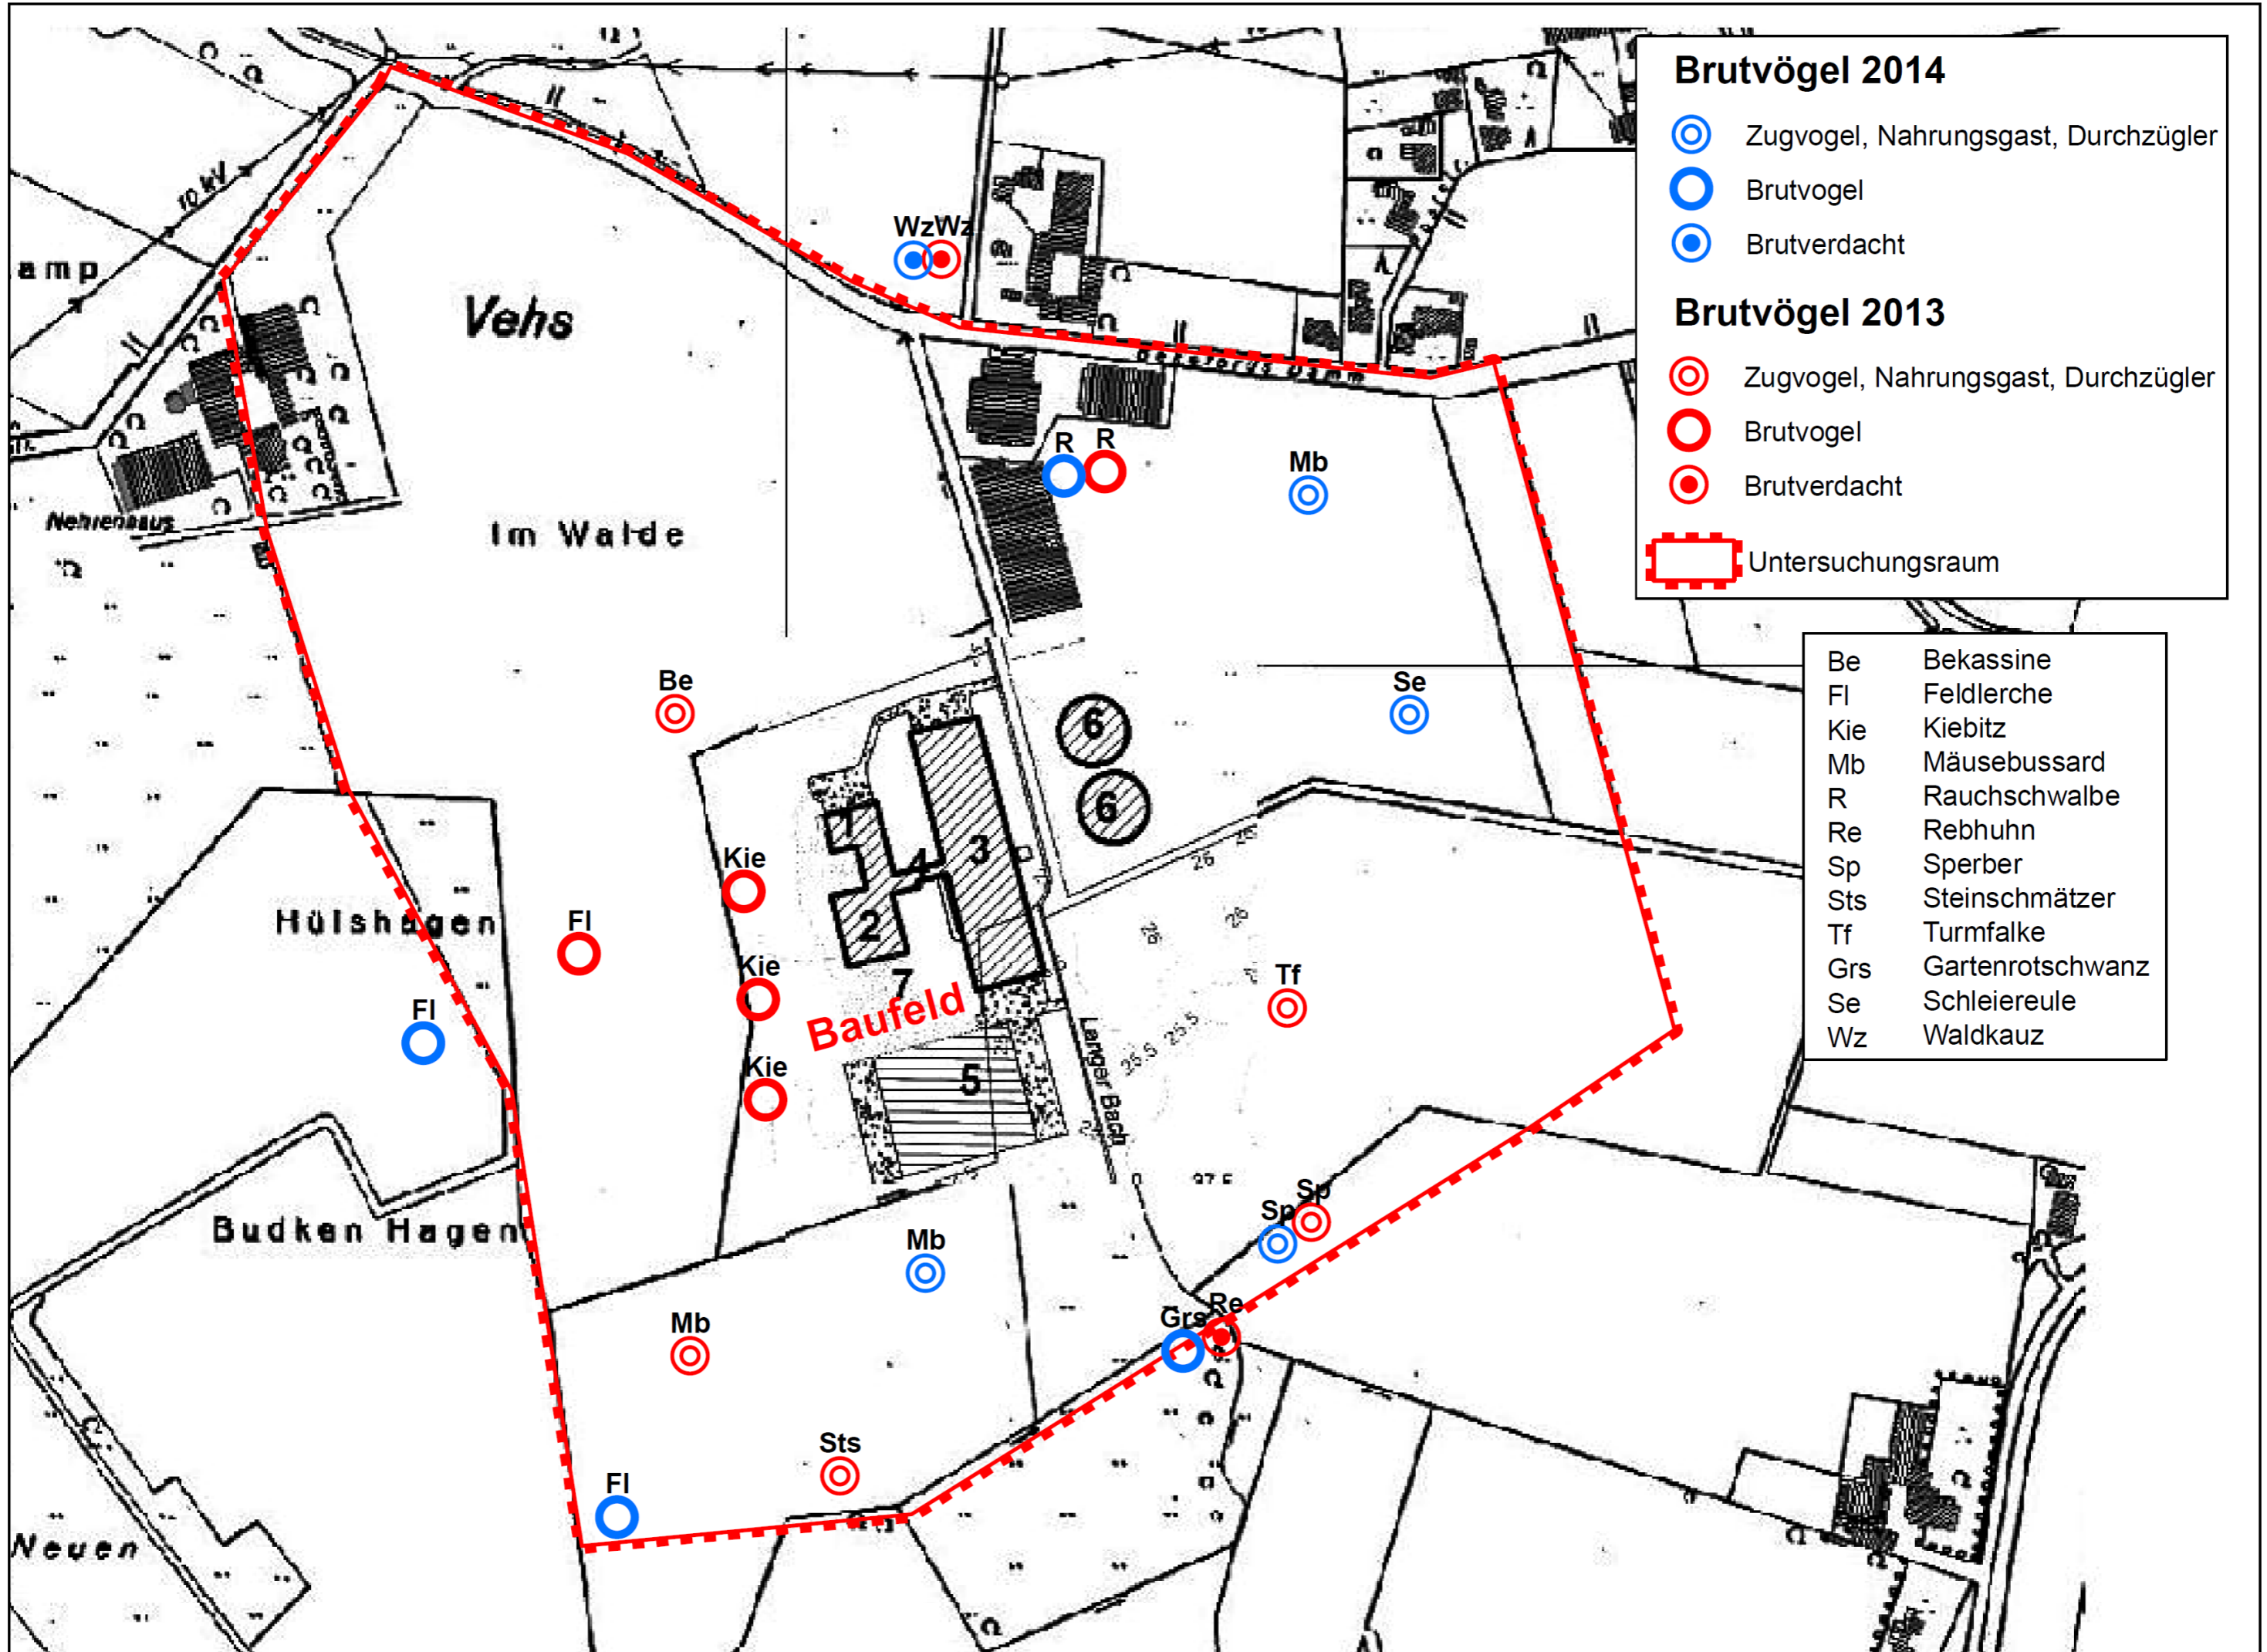 Brutvögel 2014
Zugvogel, Nahrungsgast, Durchzügler
Brutvogel
Brutverdacht
Brutvögel 2013
Zugvogel, Nahrungsgast, Durchzügler
Brutvogel
Brutverdacht
Untersuchungsraum
Be Bekassine
Fl Feldlerche
Kie Kiebitz
Mb Mäusebussard
R Rauchschwalbe
Re Rebhuhn
Sp Sperber
Sts Steinschmätzer
Tf Turmfalke
Grs Gartenrotschwanz
Se Schleiereule
Wz Waldkauz
10 kV
Wz Wz
amp
Vehs
Damm
R R
Mb
Nehrenhaus
Im Walde
Be
Se
6
6
1
3
4
Kie
2
26
26
Hülshagen
Fl
26
26
Kie
7
Tf
Fl
Baufeld
25.5 25.5
Kie
5
Langer Bach
Budken Hagen
Sp
Sp
Mb
Mb
Grs Re
Sts
Fl
Neuen